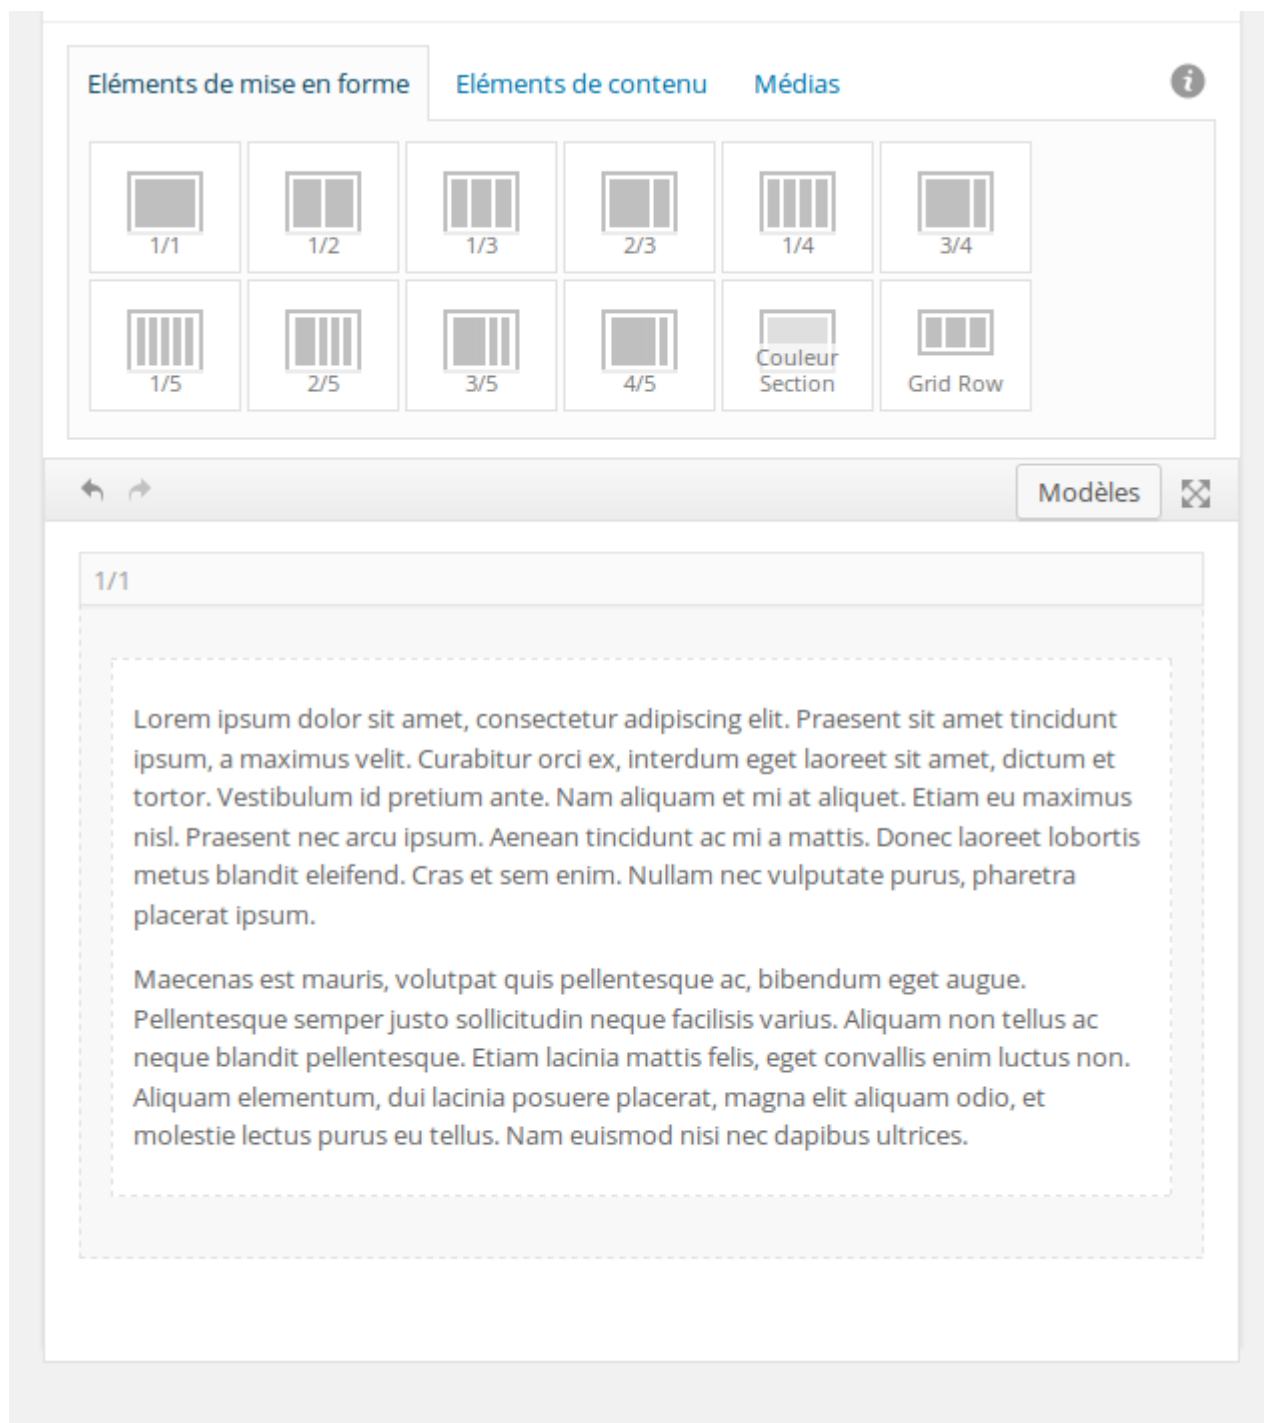 Eléments de mise en forme Eléments de contenu Médias
1/1 1/2 1/3 2/3 1/4 3/4
1/5 2/5 3/5 4/5 Couleur Section Grid Row
Modèles
1/1
Lorem ipsum dolor sit amet, consectetur adipiscing elit. Praesent sit amet tincidunt
ipsum, a maximus velit. Curabitur orci ex, interdum eget laoreet sit amet, dictum et
tortor. Vestibulum id pretium ante. Nam aliquam et mi at aliquet. Etiam eu maximus
nisl. Praesent nec arcu ipsum. Aenean tincidunt ac mi a mattis. Donec laoreet lobortis
metus blandit eleifend. Cras et sem enim. Nullam nec vulputate purus, pharetra
placerat ipsum.
Maecenas est mauris, volutpat quis pellentesque ac, bibendum eget augue.
Pellentesque semper justo sollicitudin neque facilisis varius. Aliquam non tellus ac
neque blandit pellentesque. Etiam lacinia mattis felis, eget convallis enim luctus non.
Aliquam elementum, dui lacinia posuere placerat, magna elit aliquam odio, et
molestie lectus purus eu tellus. Nam euismod nisi nec dapibus ultrices.